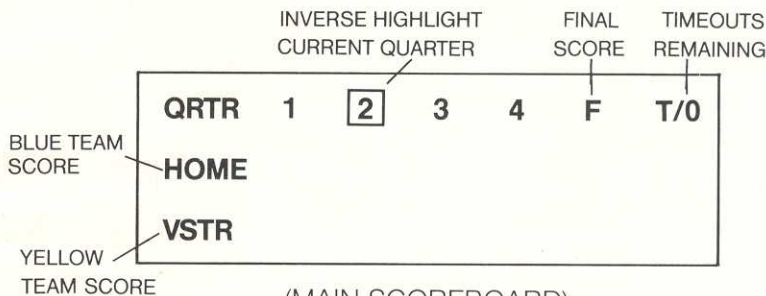 INVERSE HIGHLIGHT
CURRENT QUARTER
FINAL
SCORE
TIMEOUTS
REMAINING
QRTR 1 2 3 4 F T/0
BLUE TEAM
SCORE
HOME
VSTR
YELLOW
TEAM SCORE
(MAIN SCOREBOARD)